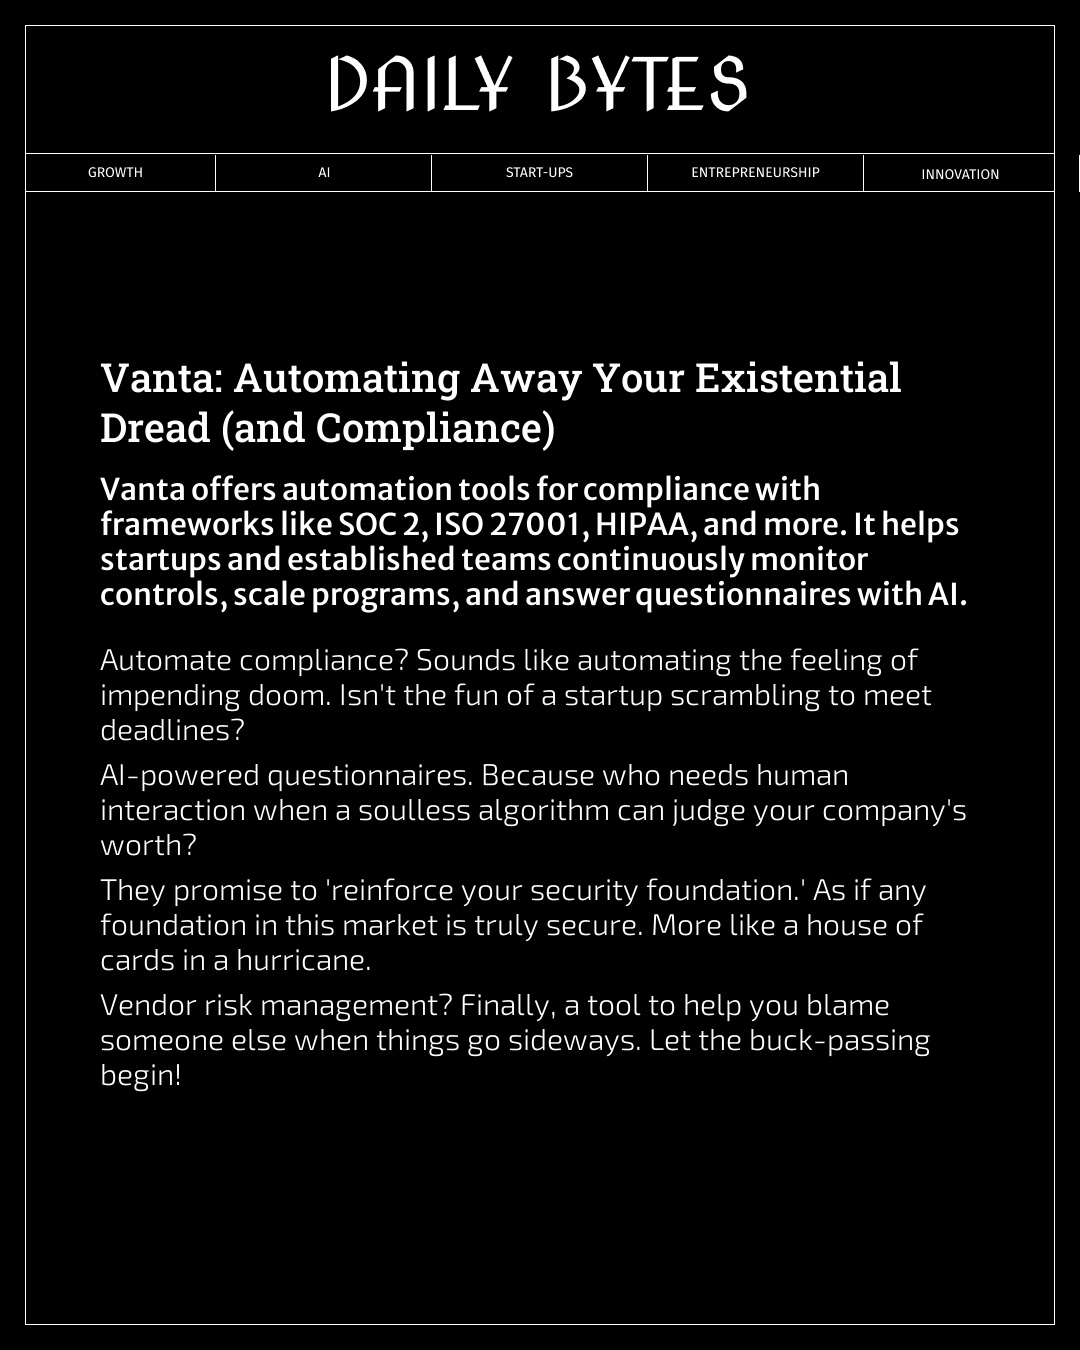 DAILY BYTES
GROWTH
AI
START-UPS
ENTREPRENEURSHIP
INNOVATION
Vanta: Automating Away Your Existential
Dread (and Compliance)
Vanta offers automation tools for compliance with
frameworks like SOC 2, ISO 27001, HIPAA, and more. It helps
startups and established teams continuously monitor
controls, scale programs, and answer questionnaires with AI.
Automate compliance? Sounds like automating the feeling of
impending doom. Isn't the fun of a startup scrambling to meet
deadlines?
AI-powered questionnaires. Because who needs human
interaction when a soulless algorithm can judge your company's
worth?
They promise to 'reinforce your security foundation.' As if any
foundation in this market is truly secure. More like a house of
cards in a hurricane.
Vendor risk management? Finally, a tool to help you blame
someone else when things go sideways. Let the buck-passing
begin!